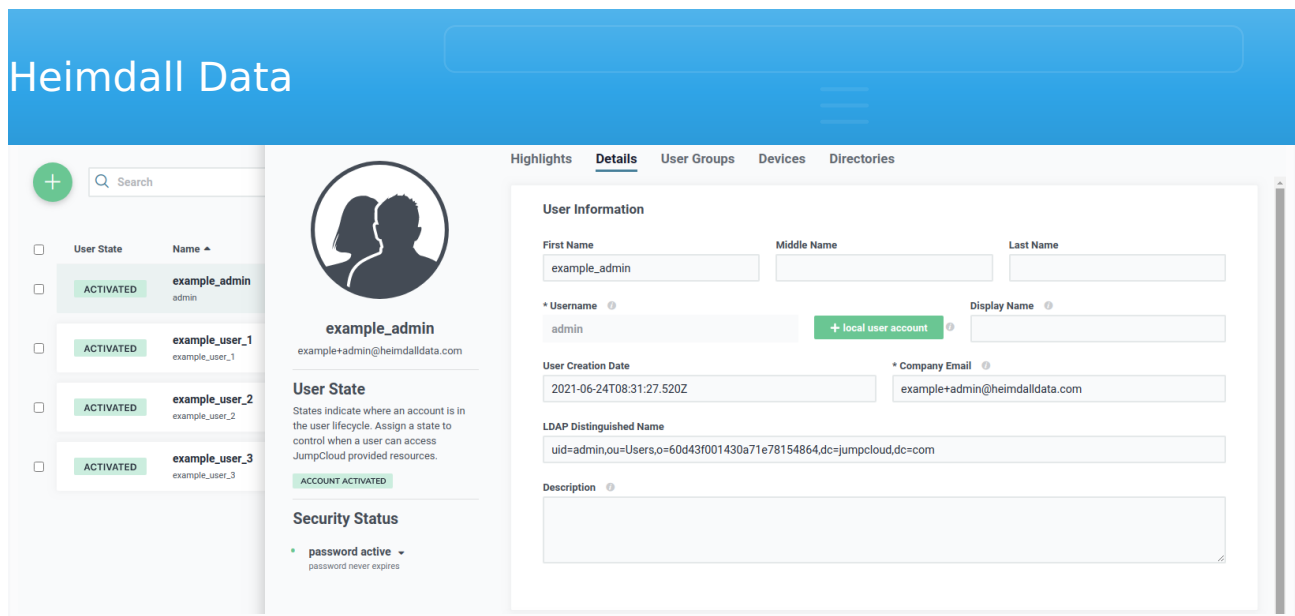 Heimdall Data
Search
User State
Name
ACTIVATED
example_admin
admin
ACTIVATED
example_user_1
example_user_1
ACTIVATED
example_user_2
example_user_2
ACTIVATED
example_user_3
example_user_3
example_admin
example+admin@heimdalldata.com
User State
States indicate where an account is in
the user lifecycle. Assign a state to
control when a user can access
JumpCloud provided resources.
ACCOUNT ACTIVATED
Security Status
password active
password never expires
Highlights Details User Groups Devices Directories
User Information
First Name Middle Name Last Name
example_admin
* Username Display Name
admin + local user account
User Creation Date * Company Email
2021-06-24T08:31:27.520Z example+admin@heimdalldata.com
LDAP Distinguished Name
uid=admin,ou=Users,o=60d43f001430a71e78154864,dc=jumpcloud,dc=com
Description